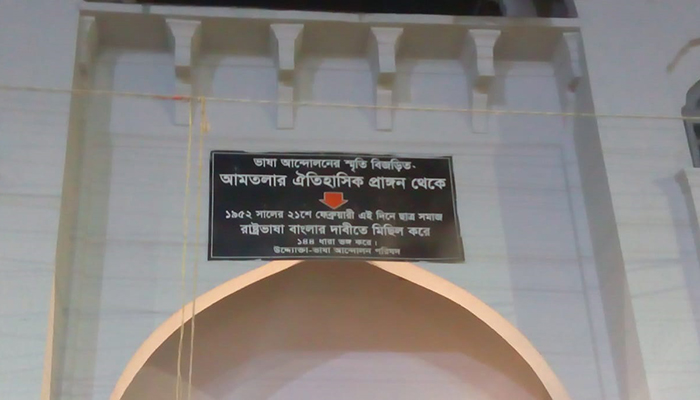 ভাষা আন্দোলনের স্মৃতি বিজড়িত-
আমতলার ঐতিহাসিক প্রাঙ্গন থেকে
১৯৫২ সালের ২১শে ফেব্রুয়ারী এই দিনে ছাত্র সমাজ
রাষ্ট্রভাষা বাংলার দাবীতে মিছিল করে
১৪৪ ধারা ভঙ্গ করে।
উদ্যোক্তা-ভাষা আন্দোলন পরিষদ